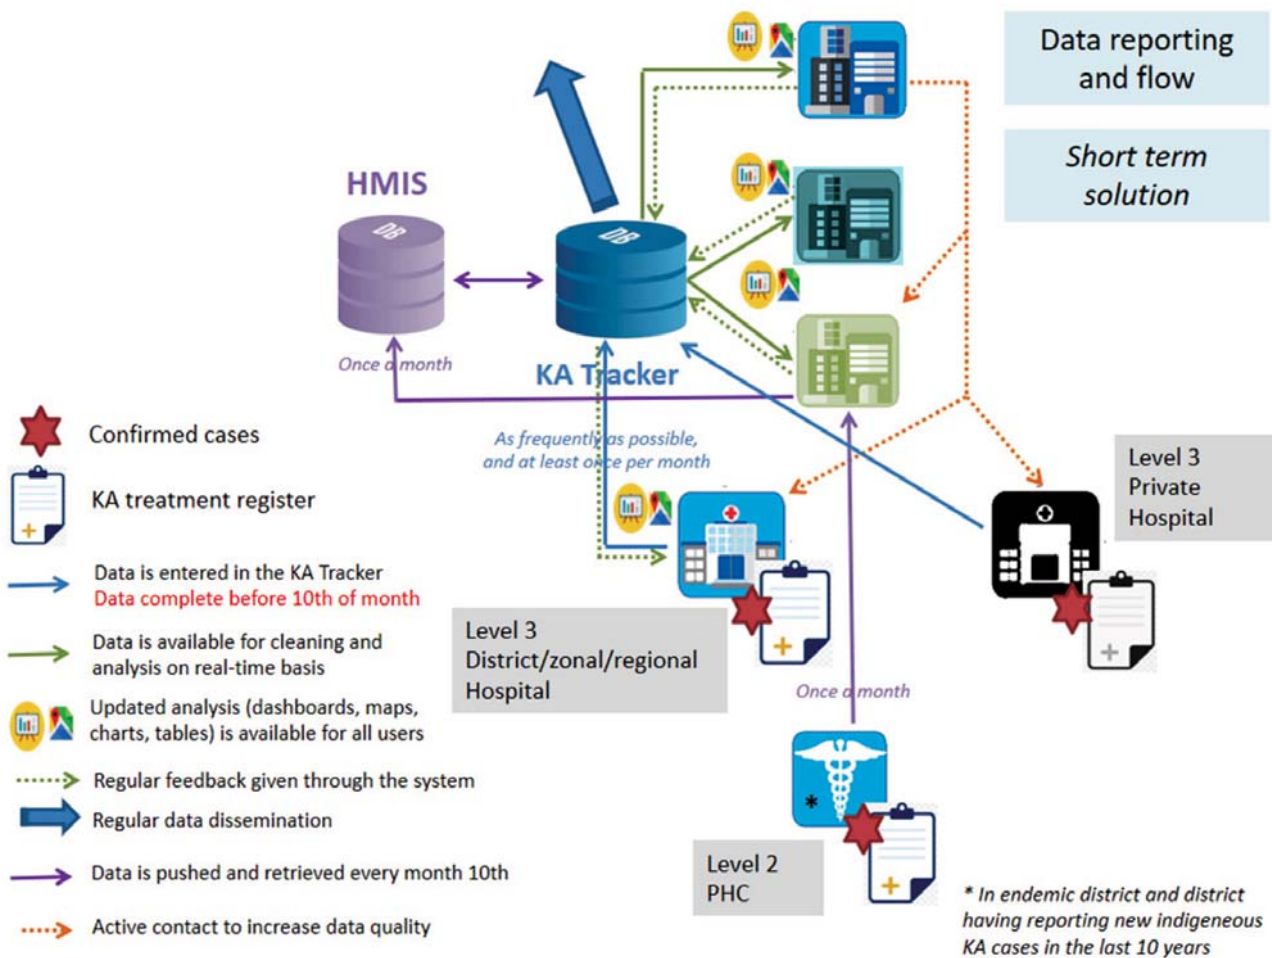 Data reporting
and flow
Short term
solution
HMIS
DB
DB
Once a month
KA Tracker
As frequently as possible,
and at least once per month
Confirmed cases
KA treatment register
Data is entered in the KA Tracker
Data complete before 10th of month
Data is available for cleaning and
analysis on real-time basis
Updated analysis (dashboards, maps,
charts, tables) is available for all users
Regular feedback given through the system
Regular data dissemination
Data is pushed and retrieved every month 10th
Active contact to increase data quality
Level 3
Private
Hospital
Level 3
District/zonal/regional
Hospital
Once a month
*
Level 2
PHC
* In endemic district and district
having reporting new indigeneous
KA cases in the last 10 years